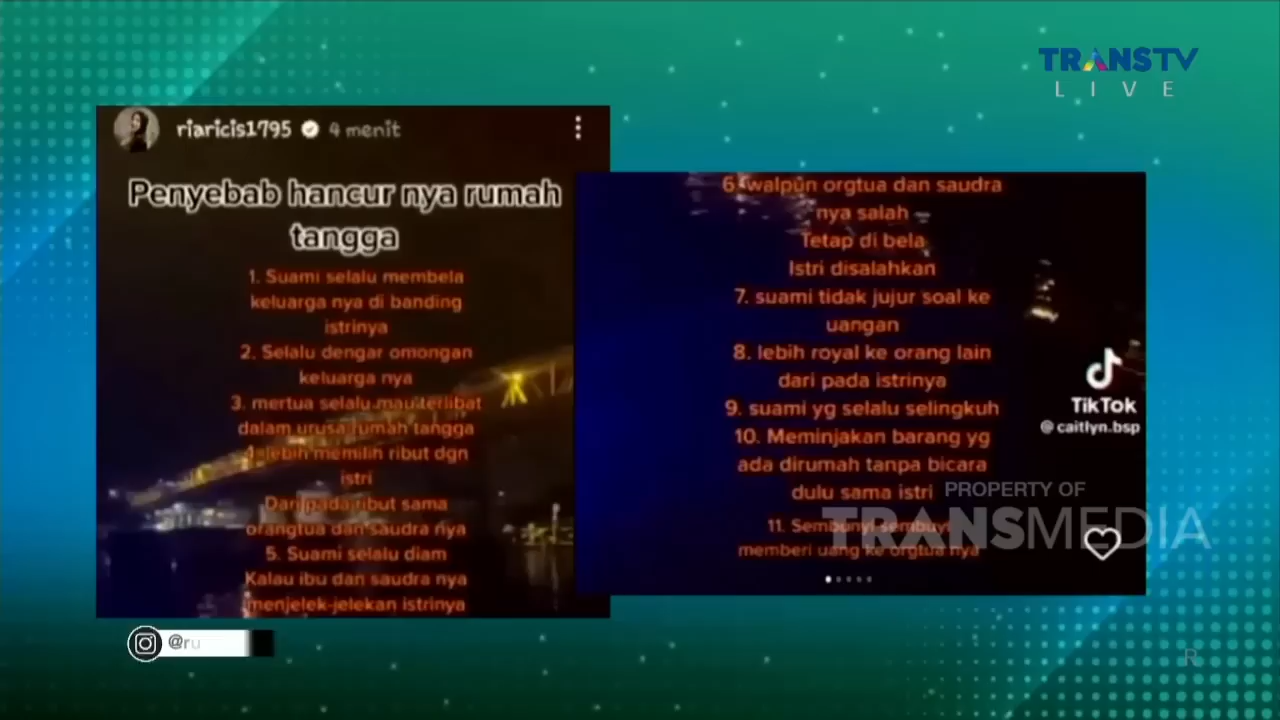 TRANSTV
LIVE
riaricis1795 4 menit
Penyebab hancur nya rumah
tangga
1. Suami selalu membela
keluarga nya di banding
istrinya
2. Selalu dengar omongan
keluarga nya
3. mertua selalu mau terlibat
dalam urusa rumah tangga
4. lebih memilih ribut dgn
istri
Dari pada ribut sama
orangtua dan saudra nya
5. Suami selalu diam
Kalau ibu dan saudra nya
menjelek-jelekan istrinya
6. walpun orgtua dan saudra
nya salah
Tetap di bela
Istri disalahkan
7. suami tidak jujur soal ke
uangan
8. lebih royal ke orang lain
dari pada istrinya
9. suami yg selalu selingkuh
10. Meminjakan barang yg
ada dirumah tanpa bicara
dulu sama istri
11. Sembunyi-sembuyi
memberi uang ke orgtua nya
TikTok
@caitlyn.bsp
PROPERTY OF
TRANSMEDIA
@ru
R